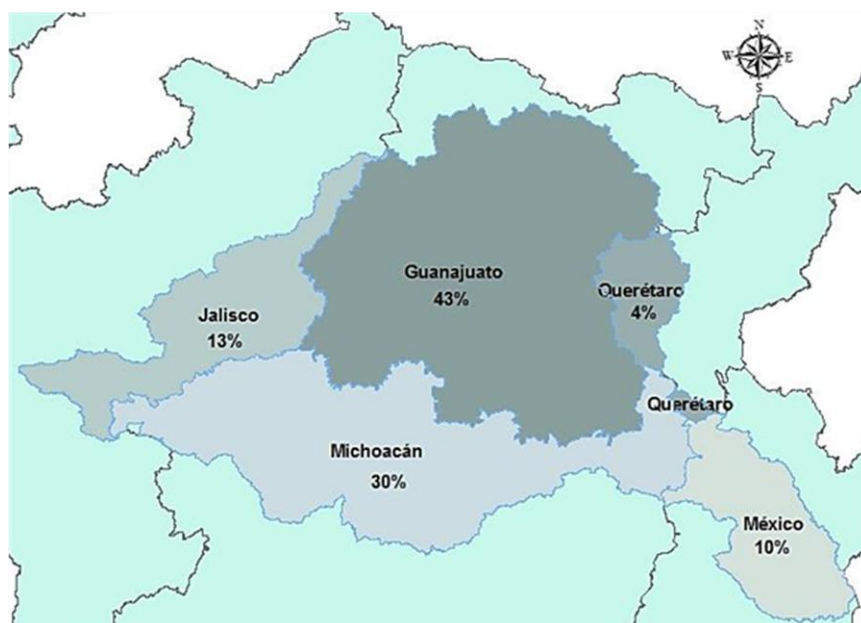 N
W E
S
Guanajuato
43%
Querétaro
4%
Jalisco
13%
Querétaro
Michoacán
30%
México
10%